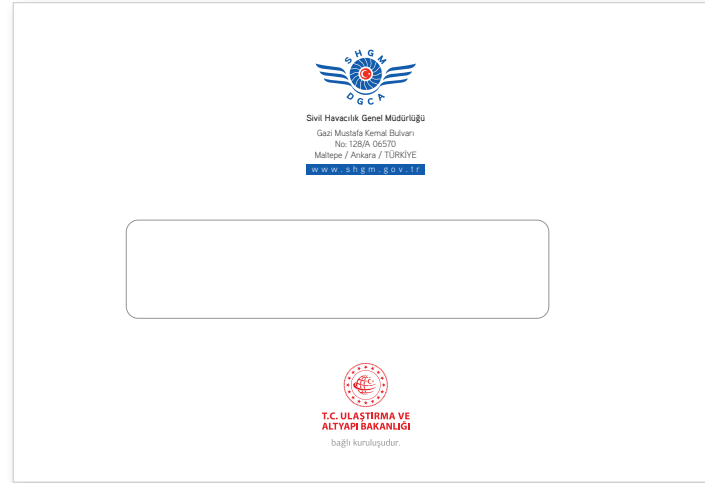 SHGM
DGCA
Sivil Havacılık Genel Müdürlüğü
Gazi Mustafa Kemal Bulvarı
No: 128/A 06570
Maltepe / Ankara / TÜRKİYE
www.shgm.gov.tr
T.C. ULAŞTIRMA VE
ALTYAPI BAKANLIĞI
bağlı kuruluşudur.